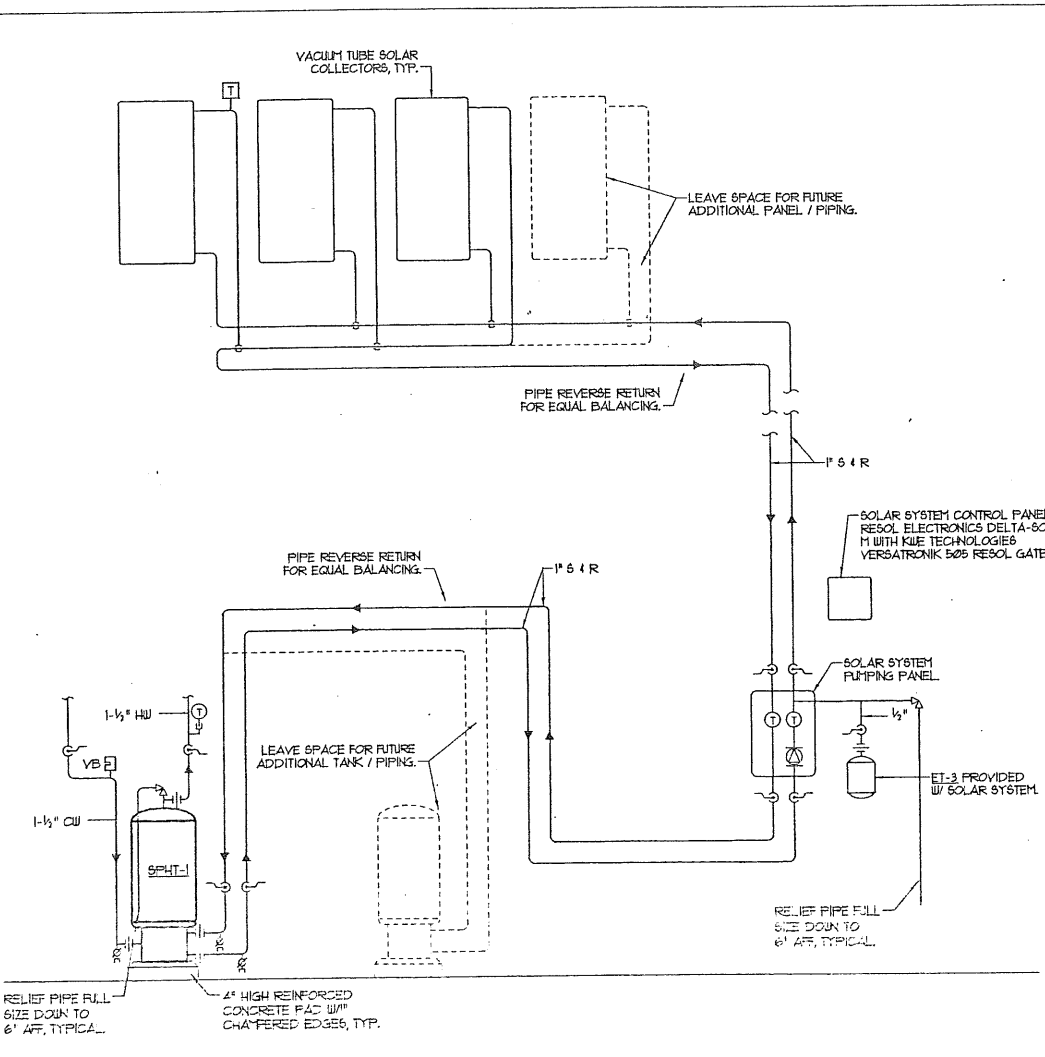 VACUUM TUBE SOLAR
COLLECTORS, TYP.
T
LEAVE SPACE FOR FUTURE
ADDITIONAL PANEL / PIPING.
PIPE REVERSE RETURN
FOR EQUAL BALANCING.
1" S & R
SOLAR SYSTEM CONTROL PANE
RESOL ELECTRONICS DELTA-SO
M WITH KWE TECHNOLOGIES
VERSATRONIK 505 RESOL GATE
PIPE REVERSE RETURN
FOR EQUAL BALANCING.
1" S & R
SOLAR SYSTEM
PUMPING PANEL
T T
1/2"
1-1/2" HW
T
VB
LEAVE SPACE FOR FUTURE
ADDITIONAL TANK / PIPING.
ET-3 PROVIDED
W/ SOLAR SYSTEM.
1-1/2" CW
SPHT-1
RELIEF PIPE FULL
SIZE DOWN TO
6' AFF, TYPICAL.
RELIEF PIPE FULL
SIZE DOWN TO
6' AFF, TYPICAL.
4" HIGH REINFORCED
CONCRETE PAD W/1"
CHAMFERED EDGES, TYP.